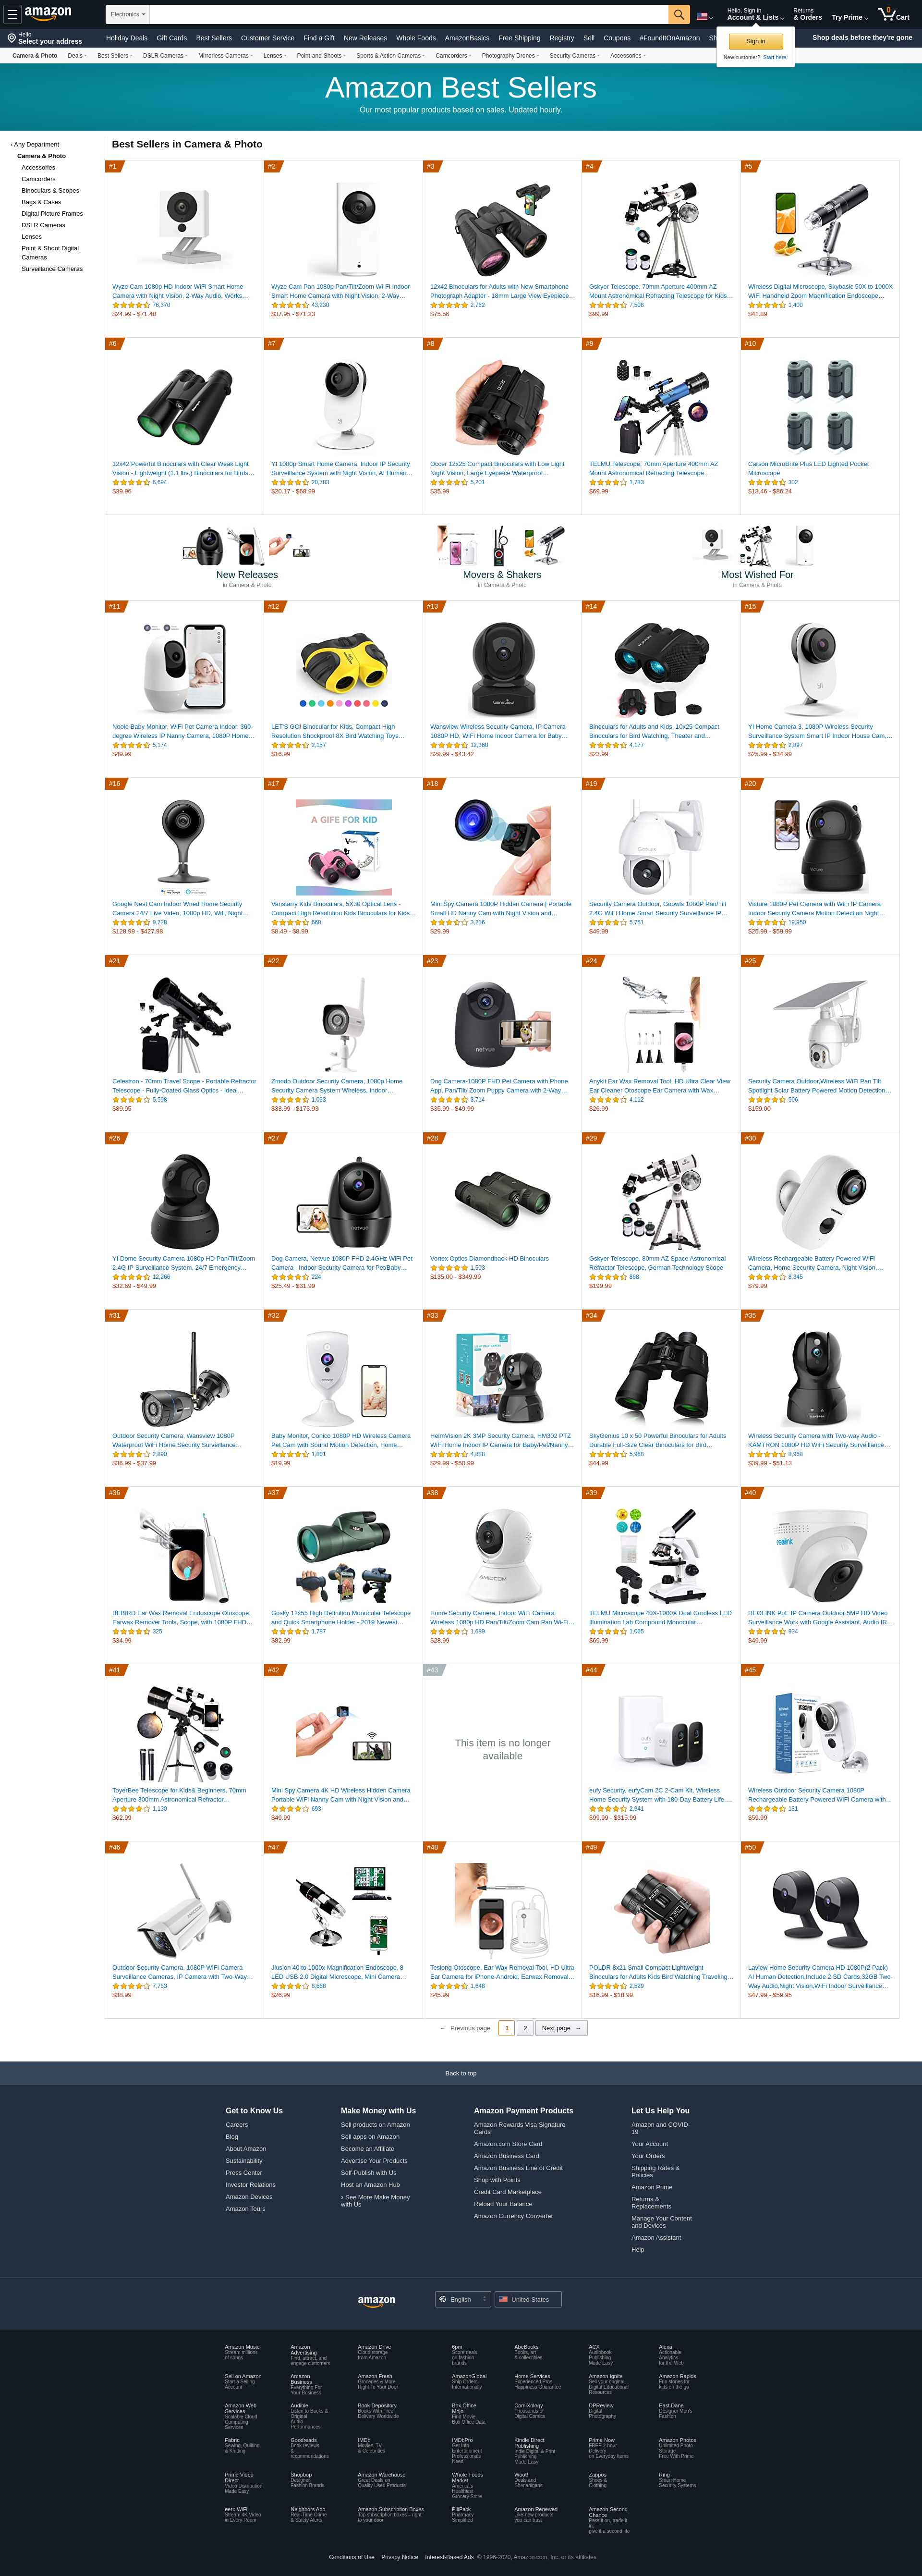 amazon
Electronics
Hello, Sign in
Account & Lists
Returns
& Orders
Try Prime
0
Cart
Hello
Select your address
Holiday Deals
Gift Cards
Best Sellers
Customer Service
Find a Gift
New Releases
Whole Foods
AmazonBasics
Free Shipping
Registry
Sell
Coupons
#FoundItOnAmazon
Shop deals before they're gone
Sign in
New customer? Start here.
Camera & Photo
Deals
Best Sellers
DSLR Cameras
Mirrorless Cameras
Lenses
Point-and-Shoots
Sports & Action Cameras
Camcorders
Photography Drones
Security Cameras
Accessories
Amazon Best Sellers
Our most popular products based on sales. Updated hourly.
‹ Any Department
Camera & Photo
Accessories
Camcorders
Binoculars & Scopes
Bags & Cases
Digital Picture Frames
DSLR Cameras
Lenses
Point & Shoot Digital
Cameras
Surveillance Cameras
Best Sellers in Camera & Photo
#1
Wyze Cam 1080p HD Indoor WiFi Smart Home
Camera with Night Vision, 2-Way Audio, Works…
76,370
$24.99 - $71.48
#2
Wyze Cam Pan 1080p Pan/Tilt/Zoom Wi-Fi Indoor
Smart Home Camera with Night Vision, 2-Way…
43,230
$37.95 - $71.23
#3
12x42 Binoculars for Adults with New Smartphone
Photograph Adapter - 18mm Large View Eyepiece…
2,762
$75.56
#4
Gskyer Telescope, 70mm Aperture 400mm AZ
Mount Astronomical Refracting Telescope for Kids…
7,508
$99.99
#5
Wireless Digital Microscope, Skybasic 50X to 1000X
WiFi Handheld Zoom Magnification Endoscope…
1,400
$41.89
#6
12x42 Powerful Binoculars with Clear Weak Light
Vision - Lightweight (1.1 lbs.) Binoculars for Birds…
6,694
$39.96
#7
YI 1080p Smart Home Camera, Indoor IP Security
Surveillance System with Night Vision, AI Human…
20,783
$20.17 - $68.99
#8
Occer 12x25 Compact Binoculars with Low Light
Night Vision, Large Eyepiece Waterproof…
5,201
$35.99
#9
TELMU Telescope, 70mm Aperture 400mm AZ
Mount Astronomical Refracting Telescope…
1,783
$69.99
#10
Carson MicroBrite Plus LED Lighted Pocket
Microscope
302
$13.46 - $86.24
New Releases
in Camera & Photo
Movers & Shakers
in Camera & Photo
Most Wished For
in Camera & Photo
#11
Nooie Baby Monitor, WiFi Pet Camera Indoor, 360-
degree Wireless IP Nanny Camera, 1080P Home…
5,174
$49.99
#12
LET'S GO! Binocular for Kids, Compact High
Resolution Shockproof 8X Bird Watching Toys…
2,157
$16.99
#13
Wansview Wireless Security Camera, IP Camera
1080P HD, WiFi Home Indoor Camera for Baby…
12,368
$29.99 - $43.42
#14
Binoculars for Adults and Kids, 10x25 Compact
Binoculars for Bird Watching, Theater and…
4,177
$23.99
#15
YI Home Camera 3, 1080P Wireless Security
Surveillance System Smart IP Indoor House Cam,…
2,897
$25.99 - $34.99
#16
Google Nest Cam Indoor Wired Home Security
Camera 24/7 Live Video, 1080p HD, Wifi, Night…
9,728
$128.99 - $427.98
#17
A GIFE FOR KID
Vanstarry Kids Binoculars, 5X30 Optical Lens -
Compact High Resolution Kids Binoculars for Kids…
668
$8.49 - $8.99
#18
Mini Spy Camera 1080P Hidden Camera | Portable
Small HD Nanny Cam with Night Vision and…
3,216
$29.99
#19
Security Camera Outdoor, Goowls 1080P Pan/Tilt
2.4G WiFi Home Smart Security Surveillance IP…
5,751
$49.99
#20
Victure 1080P Pet Camera with WiFi IP Camera
Indoor Security Camera Motion Detection Night…
19,950
$25.99 - $59.99
#21
Celestron - 70mm Travel Scope - Portable Refractor
Telescope - Fully-Coated Glass Optics - Ideal…
5,598
$89.95
#22
Zmodo Outdoor Security Camera, 1080p Home
Security Camera System Wireless, Indoor…
1,033
$33.99 - $173.93
#23
netvue
Dog Camera-1080P FHD Pet Camera with Phone
App, Pan/Tilt/ Zoom Puppy Camera with 2-Way…
3,714
$35.99 - $49.99
#24
Anykit Ear Wax Removal Tool, HD Ultra Clear View
Ear Cleaner Otoscope Ear Camera with Wax…
4,112
$26.99
#25
Security Camera Outdoor,Wireless WiFi Pan Tilt
Spotlight Solar Battery Powered Motion Detection…
506
$159.00
#26
YI Dome Security Camera 1080p HD Pan/Tilt/Zoom
2.4G IP Surveillance System, 24/7 Emergency…
12,266
$32.69 - $49.99
#27
netvue
Dog Camera, Netvue 1080P FHD 2.4GHz WiFi Pet
Camera , Indoor Security Camera for Pet/Baby…
224
$25.49 - $31.99
#28
Vortex Optics Diamondback HD Binoculars
1,503
$135.00 - $349.99
#29
Gskyer Telescope, 80mm AZ Space Astronomical
Refractor Telescope, German Technology Scope
868
$199.99
#30
Wireless Rechargeable Battery Powered WiFi
Camera, Home Security Camera, Night Vision,…
8,345
$79.99
#31
Outdoor Security Camera, Wansview 1080P
Waterproof WiFi Home Security Surveillance…
2,890
$36.99 - $37.99
#32
Baby Monitor, Conico 1080P HD Wireless Camera
Pet Cam with Sound Motion Detection, Home…
1,801
$19.99
#33
HeimVision 2K 3MP Security Camera, HM302 PTZ
WiFi Home Indoor IP Camera for Baby/Pet/Nanny…
4,888
$29.99 - $50.99
#34
SkyGenius 10 x 50 Powerful Binoculars for Adults
Durable Full-Size Clear Binoculars for Bird…
5,968
$44.99
#35
Wireless Security Camera with Two-way Audio -
KAMTRON 1080P HD WiFi Security Surveillance…
8,968
$39.99 - $51.13
#36
BEBIRD Ear Wax Removal Endoscope Otoscope,
Earwax Remover Tools, Scope, with 1080P FHD…
325
$34.99
#37
Gosky 12x55 High Definition Monocular Telescope
and Quick Smartphone Holder - 2019 Newest…
1,787
$82.99
#38
AMICCOM
Home Security Camera, Indoor WiFi Camera
Wireless 1080p HD Pan/Tilt/Zoom Cam Pan Wi-Fi…
1,689
$28.99
#39
TELMU Microscope 40X-1000X Dual Cordless LED
Illumination Lab Compound Monocular…
1,065
$69.99
#40
reolink
REOLINK PoE IP Camera Outdoor 5MP HD Video
Surveillance Work with Google Assistant, Audio IR…
934
$49.99
#41
ToyerBee Telescope for Kids& Beginners, 70mm
Aperture 300mm Astronomical Refractor…
1,130
$62.99
#42
Mini Spy Camera 4K HD Wireless Hidden Camera
Portable WiFi Nanny Cam with Night Vision and…
693
$49.99
#43
This item is no longer
available
#44
eufy Security, eufyCam 2C 2-Cam Kit, Wireless
Home Security System with 180-Day Battery Life,…
2,941
$99.99 - $315.99
#45
Wireless Outdoor Security Camera 1080P
Rechargeable Battery Powered WiFi Camera with…
181
$59.99
#46
Outdoor Security Camera, 1080P WiFi Camera
Surveillance Cameras, IP Camera with Two-Way…
7,763
$38.99
#47
Jiusion 40 to 1000x Magnification Endoscope, 8
LED USB 2.0 Digital Microscope, Mini Camera…
8,668
$26.99
#48
Teslong Otoscope, Ear Wax Removal Tool, HD Ultra
Ear Camera for iPhone-Android, Earwax Removal…
1,648
$45.99
#49
POLDR 8x21 Small Compact Lightweight
Binoculars for Adults Kids Bird Watching Traveling…
2,529
$16.99 - $18.99
#50
Laview Home Security Camera HD 1080P(2 Pack)
AI Human Detection,Include 2 SD Cards,32GB Two-
Way Audio,Night Vision,WiFi Indoor Surveillance…
$47.99 - $59.95
← Previous page
1
2
Next page →
Back to top
Get to Know Us
Careers
Blog
About Amazon
Sustainability
Press Center
Investor Relations
Amazon Devices
Amazon Tours
Make Money with Us
Sell products on Amazon
Sell apps on Amazon
Become an Affiliate
Advertise Your Products
Self-Publish with Us
Host an Amazon Hub
› See More Make Money
with Us
Amazon Payment Products
Amazon Rewards Visa Signature
Cards
Amazon.com Store Card
Amazon Business Card
Amazon Business Line of Credit
Shop with Points
Credit Card Marketplace
Reload Your Balance
Amazon Currency Converter
Let Us Help You
Amazon and COVID-
19
Your Account
Your Orders
Shipping Rates &
Policies
Amazon Prime
Returns &
Replacements
Manage Your Content
and Devices
Amazon Assistant
Help
amazon
English
United States
Amazon Music
Stream millions
of songs
Amazon
Advertising
Find, attract, and
engage customers
Amazon Drive
Cloud storage
from Amazon
6pm
Score deals
on fashion
brands
AbeBooks
Books, art
& collectibles
ACX
Audiobook
Publishing
Made Easy
Alexa
Actionable
Analytics
for the Web
Sell on Amazon
Start a Selling
Account
Amazon
Business
Everything For
Your Business
Amazon Fresh
Groceries & More
Right To Your Door
AmazonGlobal
Ship Orders
Internationally
Home Services
Experienced Pros
Happiness Guarantee
Amazon Ignite
Sell your original
Digital Educational
Resources
Amazon Rapids
Fun stories for
kids on the go
Amazon Web
Services
Scalable Cloud
Computing
Services
Audible
Listen to Books &
Original
Audio
Performances
Book Depository
Books With Free
Delivery Worldwide
Box Office
Mojo
Find Movie
Box Office Data
ComiXology
Thousands of
Digital Comics
DPReview
Digital
Photography
East Dane
Designer Men's
Fashion
Fabric
Sewing, Quilting
& Knitting
Goodreads
Book reviews
&
recommendations
IMDb
Movies, TV
& Celebrities
IMDbPro
Get Info
Entertainment
Professionals
Need
Kindle Direct
Publishing
Indie Digital & Print
Publishing
Made Easy
Prime Now
FREE 2-hour
Delivery
on Everyday Items
Amazon Photos
Unlimited Photo
Storage
Free With Prime
Prime Video
Direct
Video Distribution
Made Easy
Shopbop
Designer
Fashion Brands
Amazon Warehouse
Great Deals on
Quality Used Products
Whole Foods
Market
America's
Healthiest
Grocery Store
Woot!
Deals and
Shenanigans
Zappos
Shoes &
Clothing
Ring
Smart Home
Security Systems
eero WiFi
Stream 4K Video
in Every Room
Neighbors App
Real-Time Crime
& Safety Alerts
Amazon Subscription Boxes
Top subscription boxes – right
to your door
PillPack
Pharmacy
Simplified
Amazon Renewed
Like-new products
you can trust
Amazon Second
Chance
Pass it on, trade it
in,
give it a second life
Conditions of Use
Privacy Notice
Interest-Based Ads
© 1996-2020, Amazon.com, Inc. or its affiliates